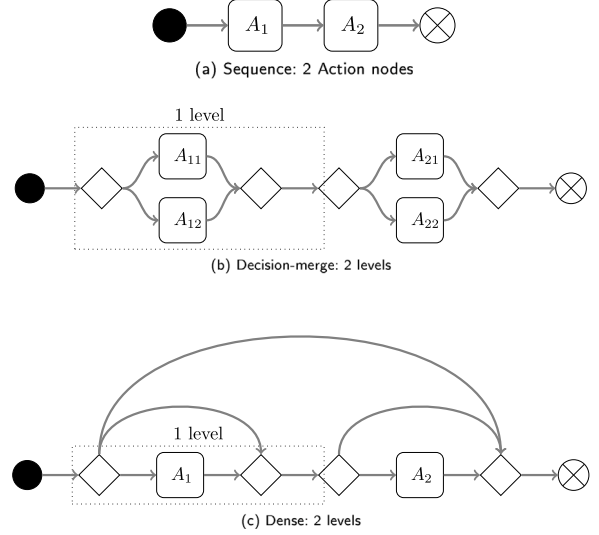 A₁ A₂
(a) Sequence: 2 Action nodes
1 level
A₁₁ A₂₁
A₁₂ A₂₂
(b) Decision-merge: 2 levels
1 level
A₁ A₂
(c) Dense: 2 levels